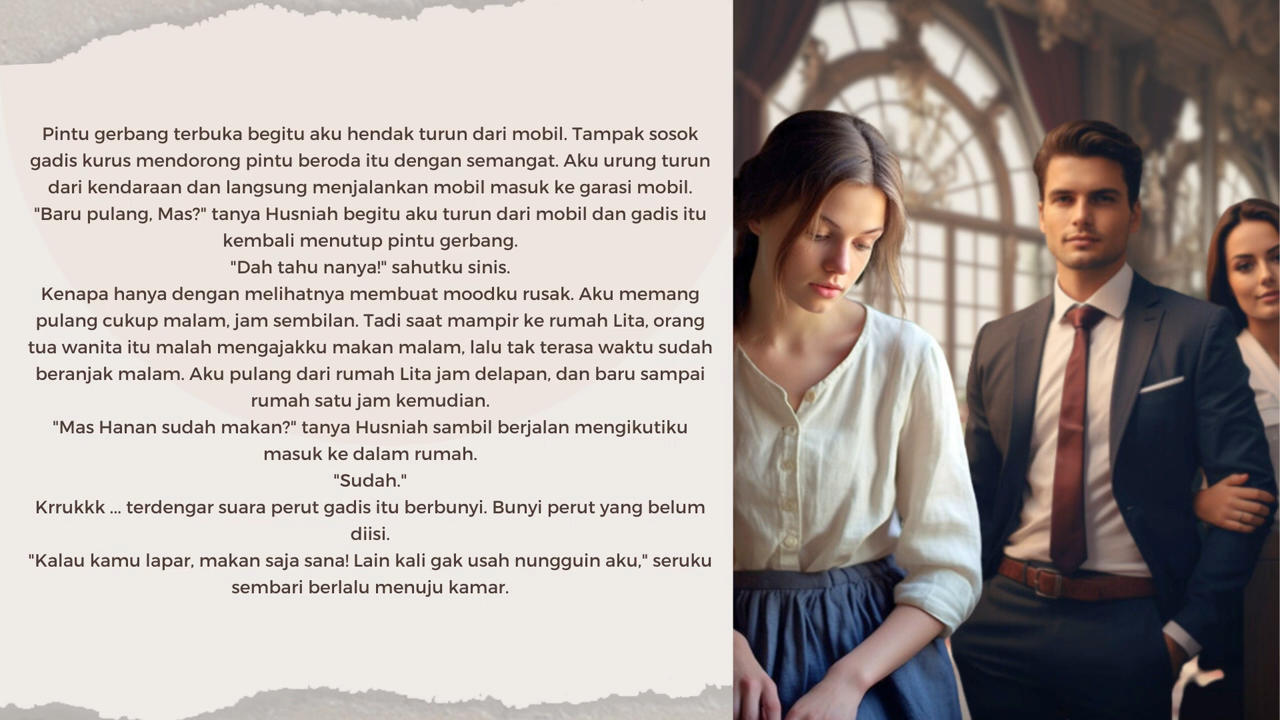 Pintu gerbang terbuka begitu aku hendak turun dari mobil. Tampak sosok
gadis kurus mendorong pintu beroda itu dengan semangat. Aku urung turun
dari kendaraan dan langsung menjalankan mobil masuk ke garasi mobil.
"Baru pulang, Mas?" tanya Husniah begitu aku turun dari mobil dan gadis itu
kembali menutup pintu gerbang.
"Dah tahu nanya!" sahutku sinis.
Kenapa hanya dengan melihatnya membuat moodku rusak. Aku memang
pulang cukup malam, jam sembilan. Tadi saat mampir ke rumah Lita, orang
tua wanita itu malah mengajakku makan malam, lalu tak terasa waktu sudah
beranjak malam. Aku pulang dari rumah Lita jam delapan, dan baru sampai
rumah satu jam kemudian.
"Mas Hanan sudah makan?" tanya Husniah sambil berjalan mengikutiku
masuk ke dalam rumah.
"Sudah."
Krrukkk ... terdengar suara perut gadis itu berbunyi. Bunyi perut yang belum
diisi.
"Kalau kamu lapar, makan saja sana! Lain kali gak usah nungguin aku," seruku
sembari berlalu menuju kamar.